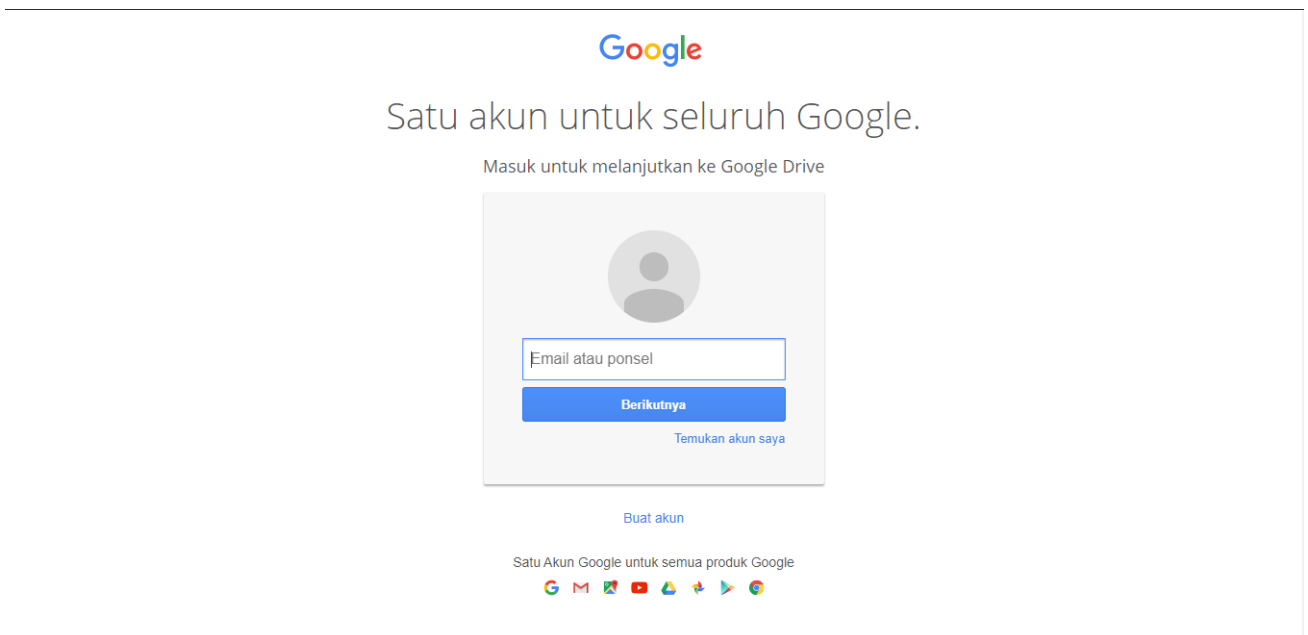 Google
Satu akun untuk seluruh Google.
Masuk untuk melanjutkan ke Google Drive
Email atau ponsel
Berikutnya
Temukan akun saya
Buat akun
Satu Akun Google untuk semua produk Google